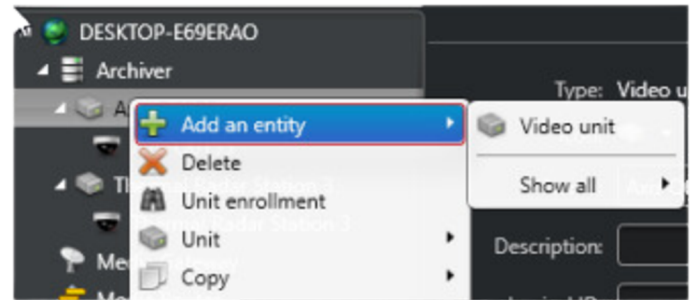 DESKTOP-E69ERAO
Archiver
Type: Video u
Add an entity
Video unit
Delete
Show all
Unit enrollment
Unit
Description:
Copy